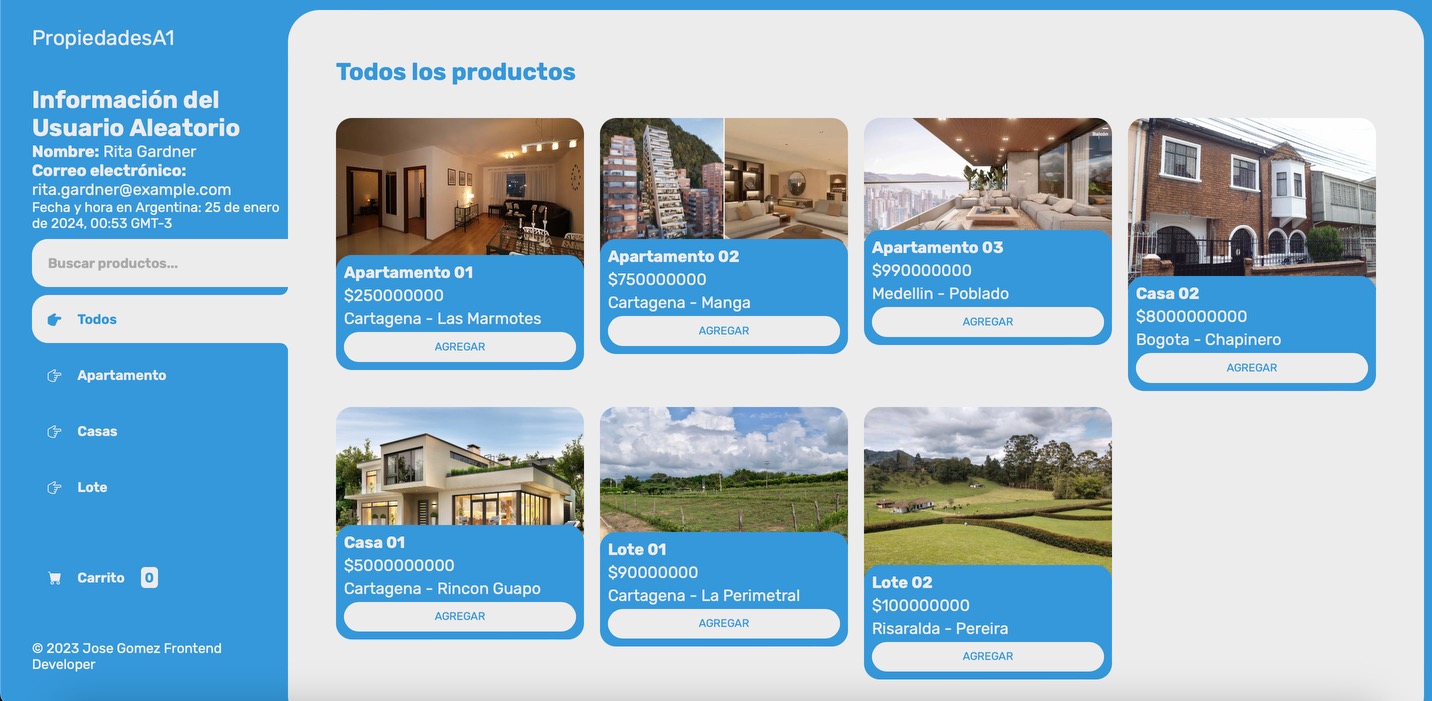 PropiedadesA1
Información del
Usuario Aleatorio
Nombre: Rita Gardner
Correo electrónico:
rita.gardner@example.com
Fecha y hora en Argentina: 25 de enero
de 2024, 00:53 GMT-3
Buscar productos...
Todos
Apartamento
Casas
Lote
Carrito 0
© 2023 Jose Gomez Frontend
Developer
Todos los productos
Apartamento 01
$250000000
Cartagena - Las Marmotes
AGREGAR
Apartamento 02
$750000000
Cartagena - Manga
AGREGAR
Balcón
Apartamento 03
$990000000
Medellin - Poblado
AGREGAR
Casa 02
$8000000000
Bogota - Chapinero
AGREGAR
Casa 01
$5000000000
Cartagena - Rincon Guapo
AGREGAR
Lote 01
$90000000
Cartagena - La Perimetral
AGREGAR
Lote 02
$100000000
Risaralda - Pereira
AGREGAR